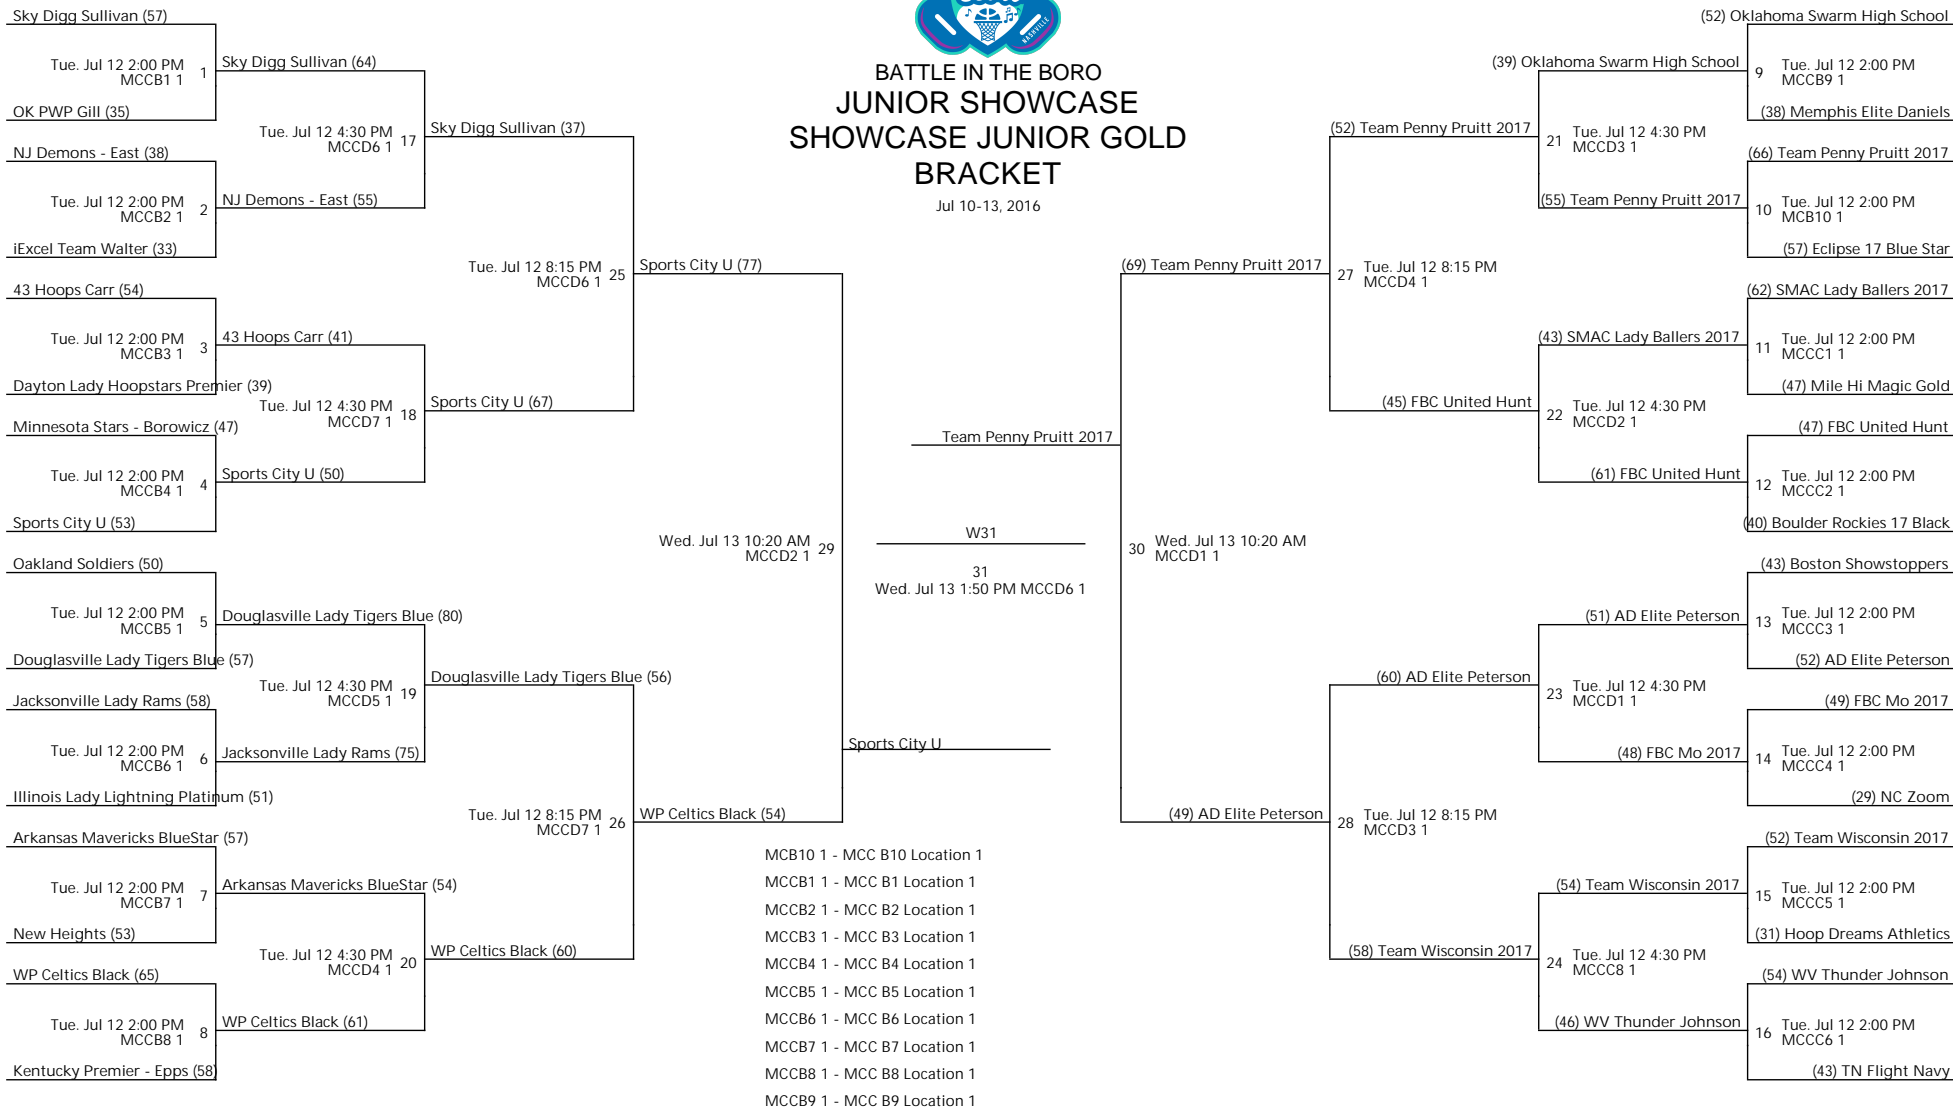 NASHVILLE
BATTLE IN THE BORO
JUNIOR SHOWCASE
SHOWCASE JUNIOR GOLD
BRACKET
Jul 10-13, 2016
Sky Digg Sullivan (57)
Tue. Jul 12 2:00 PM
MCCB1 1
1
OK PWP Gill (35)
NJ Demons - East (38)
Tue. Jul 12 2:00 PM
MCCB2 1
2
iExcel Team Walter (33)
43 Hoops Carr (54)
Tue. Jul 12 2:00 PM
MCCB3 1
3
Dayton Lady Hoopstars Premier (39)
Minnesota Stars - Borowicz (47)
Tue. Jul 12 2:00 PM
MCCB4 1
4
Sports City U (53)
Oakland Soldiers (50)
Tue. Jul 12 2:00 PM
MCCB5 1
5
Douglasville Lady Tigers Blue (57)
Jacksonville Lady Rams (58)
Tue. Jul 12 2:00 PM
MCCB6 1
6
Illinois Lady Lightning Platinum (51)
Arkansas Mavericks BlueStar (57)
Tue. Jul 12 2:00 PM
MCCB7 1
7
New Heights (53)
WP Celtics Black (65)
Tue. Jul 12 2:00 PM
MCCB8 1
8
Kentucky Premier - Epps (58)
Sky Digg Sullivan (64)
Tue. Jul 12 4:30 PM
MCCD6 1
17
NJ Demons - East (55)
43 Hoops Carr (41)
Tue. Jul 12 4:30 PM
MCCD7 1
18
Sports City U (50)
Douglasville Lady Tigers Blue (80)
Tue. Jul 12 4:30 PM
MCCD5 1
19
Jacksonville Lady Rams (75)
Arkansas Mavericks BlueStar (54)
Tue. Jul 12 4:30 PM
MCCD4 1
20
WP Celtics Black (61)
Sky Digg Sullivan (37)
Tue. Jul 12 8:15 PM
MCCD6 1
25
Sports City U (67)
Douglasville Lady Tigers Blue (56)
Tue. Jul 12 8:15 PM
MCCD7 1
26
WP Celtics Black (60)
Sports City U (77)
Wed. Jul 13 10:20 AM
MCCD2 1
29
WP Celtics Black (54)
Sports City U
Team Penny Pruitt 2017
W31
31
Wed. Jul 13 1:50 PM MCCD6 1
(69) Team Penny Pruitt 2017
30
Wed. Jul 13 10:20 AM
MCCD1 1
(49) AD Elite Peterson
(52) Team Penny Pruitt 2017
27
Tue. Jul 12 8:15 PM
MCCD4 1
(45) FBC United Hunt
(60) AD Elite Peterson
28
Tue. Jul 12 8:15 PM
MCCD3 1
(58) Team Wisconsin 2017
(39) Oklahoma Swarm High School
21
Tue. Jul 12 4:30 PM
MCCD3 1
(55) Team Penny Pruitt 2017
(43) SMAC Lady Ballers 2017
22
Tue. Jul 12 4:30 PM
MCCD2 1
(61) FBC United Hunt
(51) AD Elite Peterson
23
Tue. Jul 12 4:30 PM
MCCD1 1
(48) FBC Mo 2017
(54) Team Wisconsin 2017
24
Tue. Jul 12 4:30 PM
MCCC8 1
(46) WV Thunder Johnson
(52) Oklahoma Swarm High School
9
Tue. Jul 12 2:00 PM
MCCB9 1
(38) Memphis Elite Daniels
(66) Team Penny Pruitt 2017
10
Tue. Jul 12 2:00 PM
MCB10 1
(57) Eclipse 17 Blue Star
(62) SMAC Lady Ballers 2017
11
Tue. Jul 12 2:00 PM
MCCC1 1
(47) Mile Hi Magic Gold
(47) FBC United Hunt
12
Tue. Jul 12 2:00 PM
MCCC2 1
(40) Boulder Rockies 17 Black
(43) Boston Showstoppers
13
Tue. Jul 12 2:00 PM
MCCC3 1
(52) AD Elite Peterson
(49) FBC Mo 2017
14
Tue. Jul 12 2:00 PM
MCCC4 1
(29) NC Zoom
(52) Team Wisconsin 2017
15
Tue. Jul 12 2:00 PM
MCCC5 1
(31) Hoop Dreams Athletics
(54) WV Thunder Johnson
16
Tue. Jul 12 2:00 PM
MCCC6 1
(43) TN Flight Navy
MCB10 1 - MCC B10 Location 1
MCCB1 1 - MCC B1 Location 1
MCCB2 1 - MCC B2 Location 1
MCCB3 1 - MCC B3 Location 1
MCCB4 1 - MCC B4 Location 1
MCCB5 1 - MCC B5 Location 1
MCCB6 1 - MCC B6 Location 1
MCCB7 1 - MCC B7 Location 1
MCCB8 1 - MCC B8 Location 1
MCCB9 1 - MCC B9 Location 1